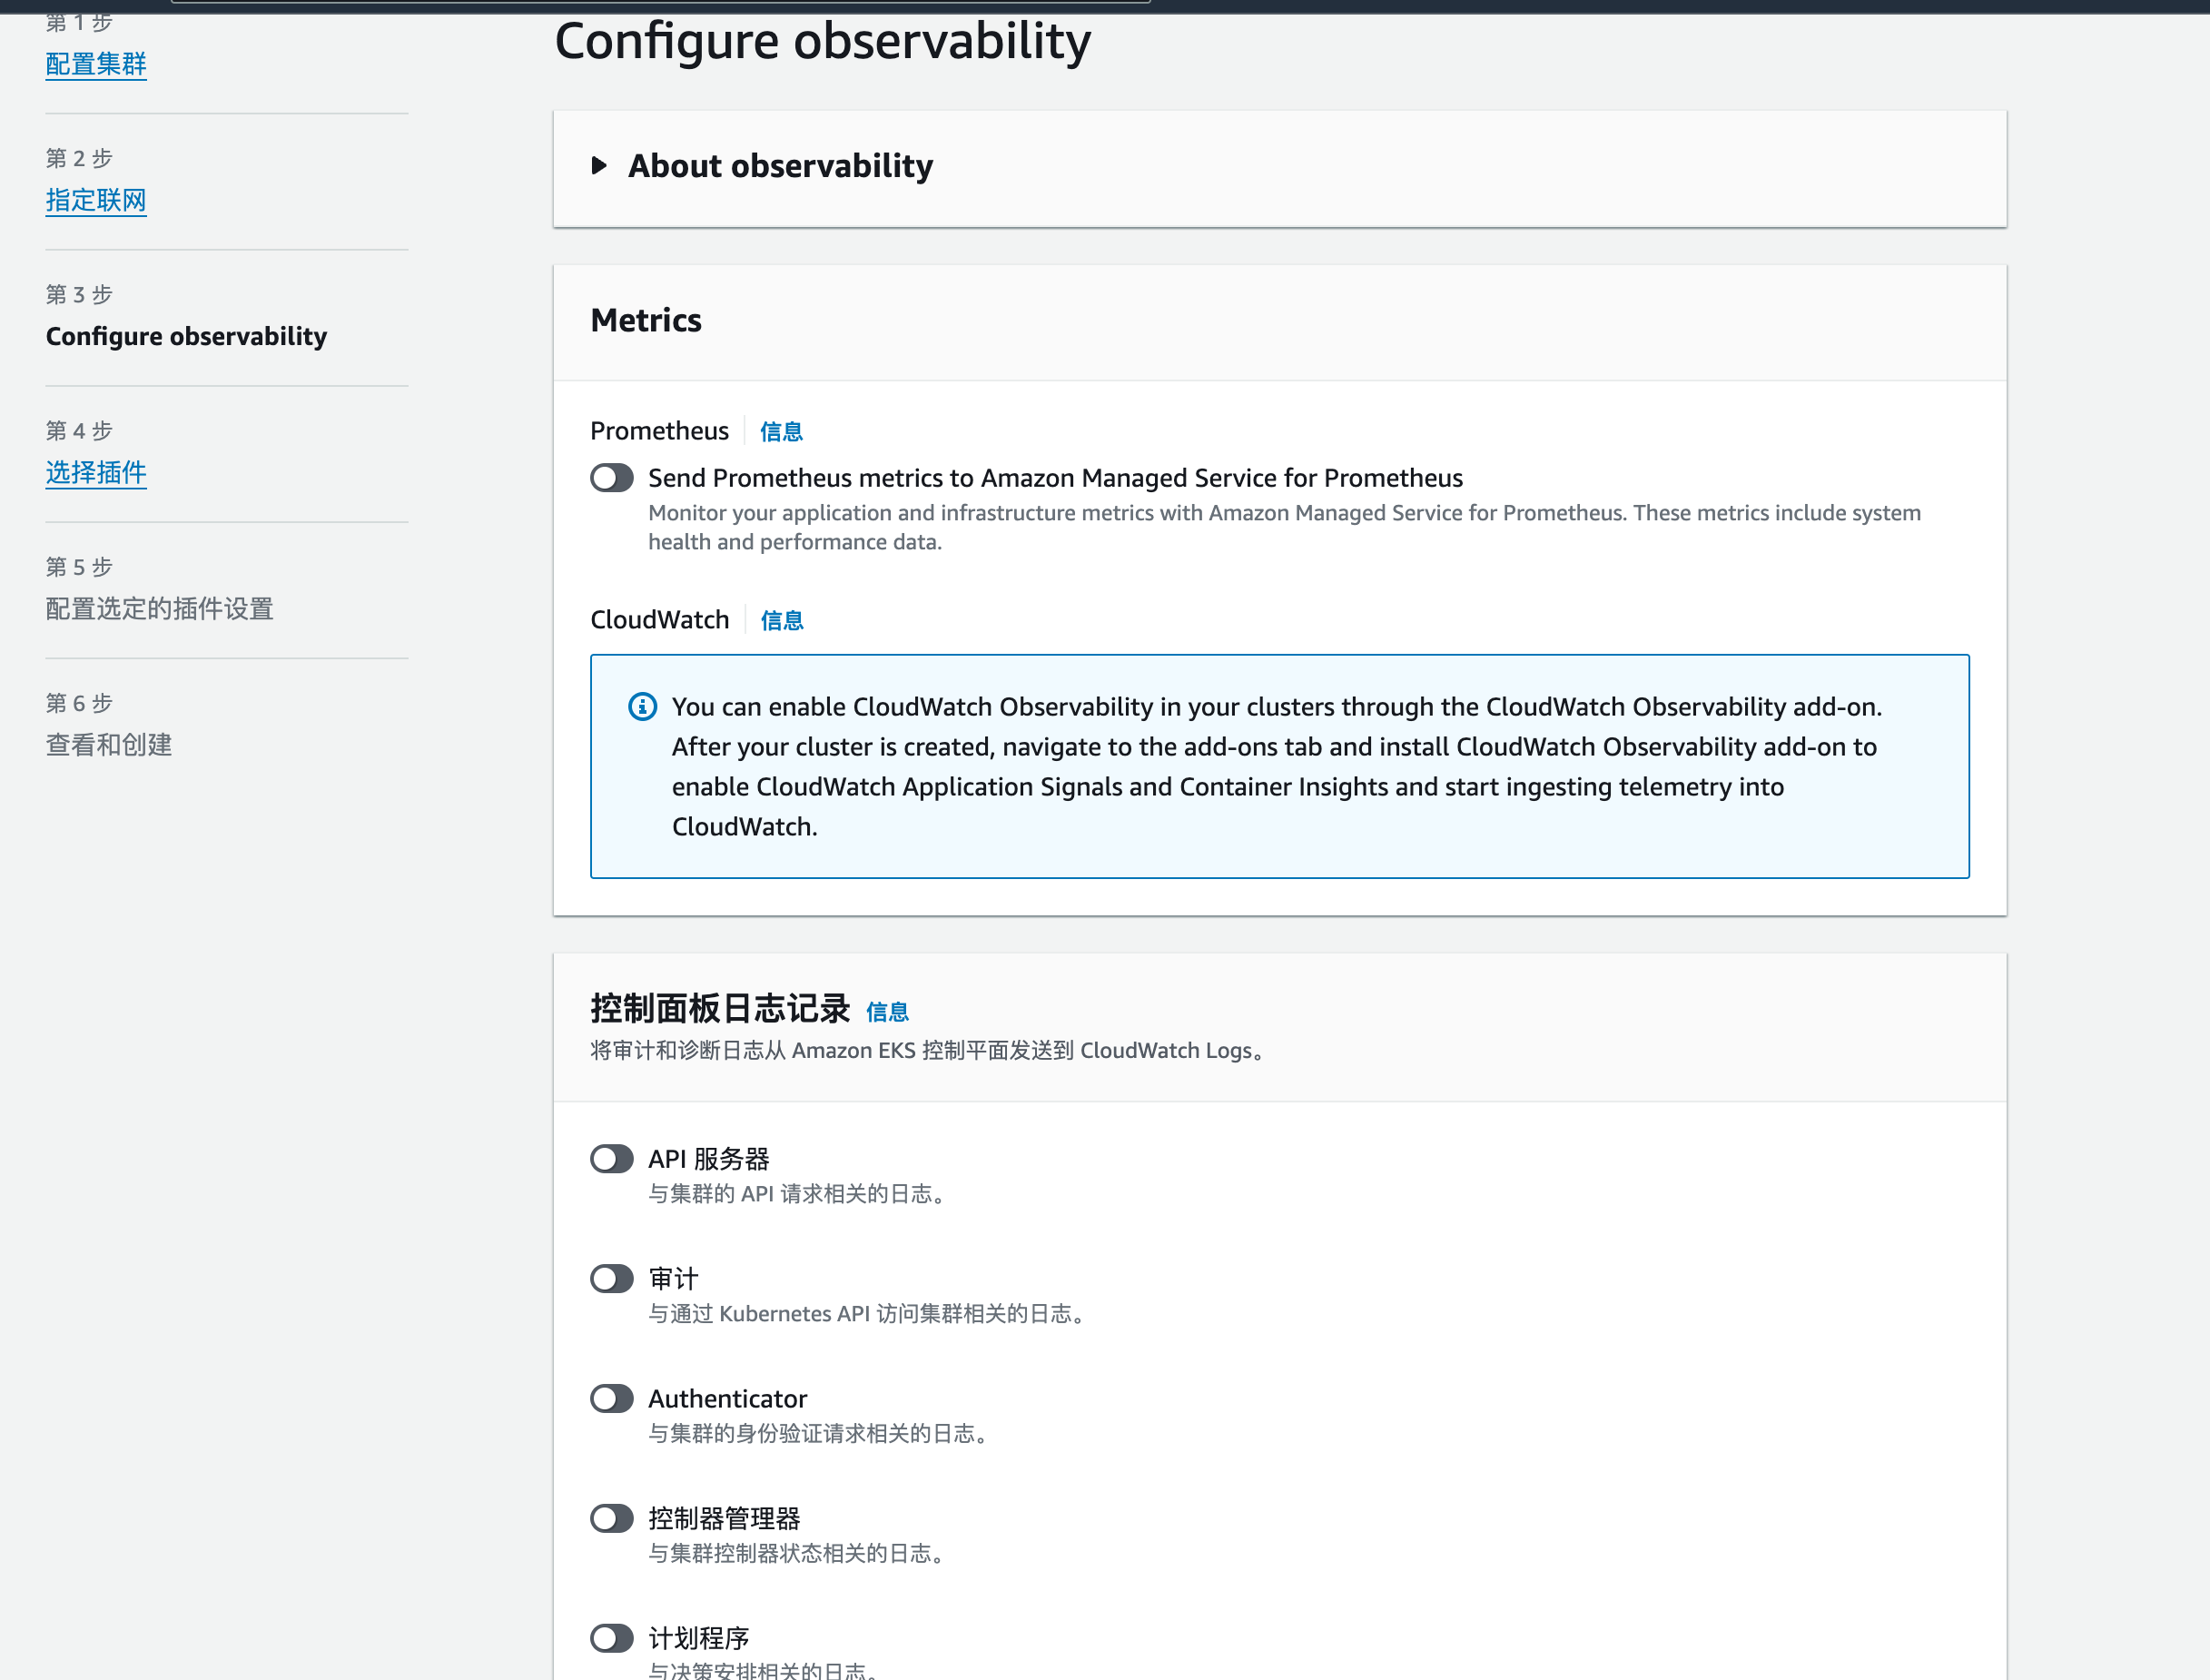 第 1 步
配置集群
第 2 步
指定联网
第 3 步
Configure observability
第 4 步
选择插件
第 5 步
配置选定的插件设置
第 6 步
查看和创建
Configure observability
About observability
Metrics
Prometheus 信息
Send Prometheus metrics to Amazon Managed Service for Prometheus
Monitor your application and infrastructure metrics with Amazon Managed Service for Prometheus. These metrics include system
health and performance data.
CloudWatch 信息
You can enable CloudWatch Observability in your clusters through the CloudWatch Observability add-on.
After your cluster is created, navigate to the add-ons tab and install CloudWatch Observability add-on to
enable CloudWatch Application Signals and Container Insights and start ingesting telemetry into
CloudWatch.
控制面板日志记录 信息
将审计和诊断日志从 Amazon EKS 控制平面发送到 CloudWatch Logs。
API 服务器
与集群的 API 请求相关的日志。
审计
与通过 Kubernetes API 访问集群相关的日志。
Authenticator
与集群的身份验证请求相关的日志。
控制器管理器
与集群控制器状态相关的日志。
计划程序
与决策安排相关的日志。